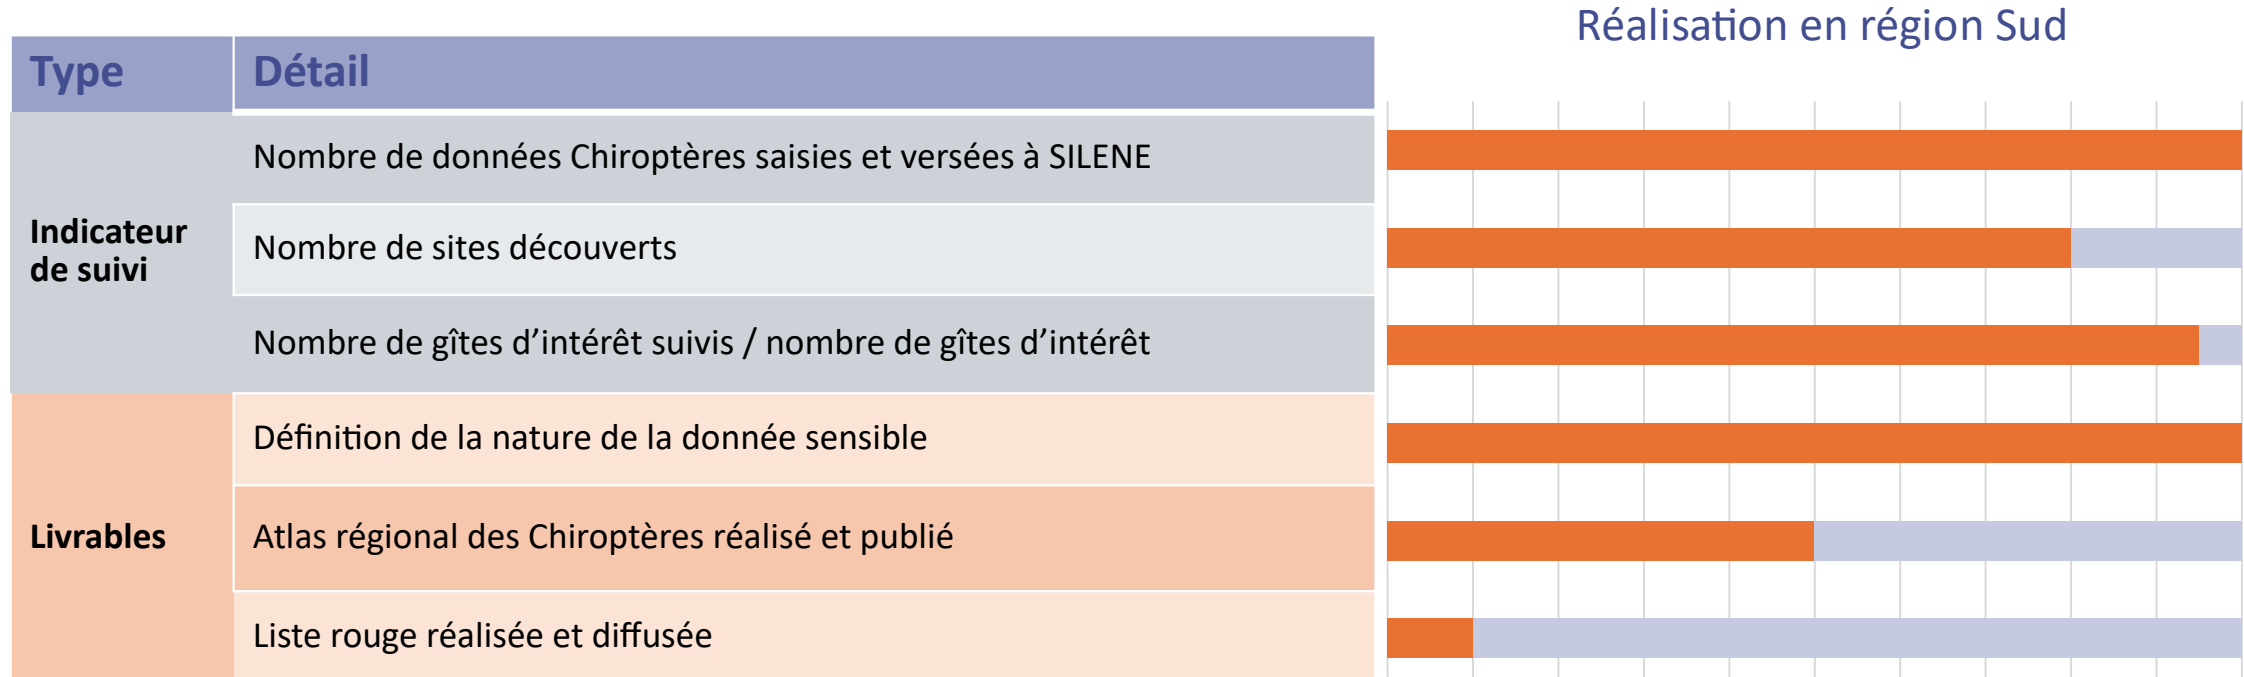 Réalisation en région Sud
Type
Détail
Indicateur
de suivi
Nombre de données Chiroptères saisies et versées à SILENE
Nombre de sites découverts
Nombre de gîtes d’intérêt suivis / nombre de gîtes d’intérêt
Livrables
Définition de la nature de la donnée sensible
Atlas régional des Chiroptères réalisé et publié
Liste rouge réalisée et diffusée